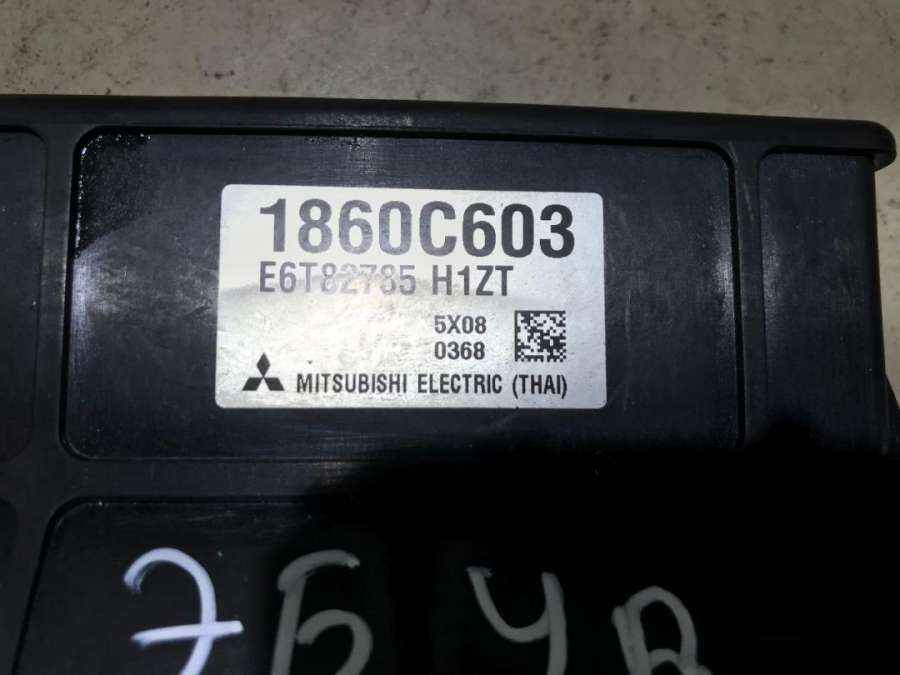 1860C603
E6T82785 H1ZT
5X08
0368
MITSUBISHI ELECTRIC (THAI)